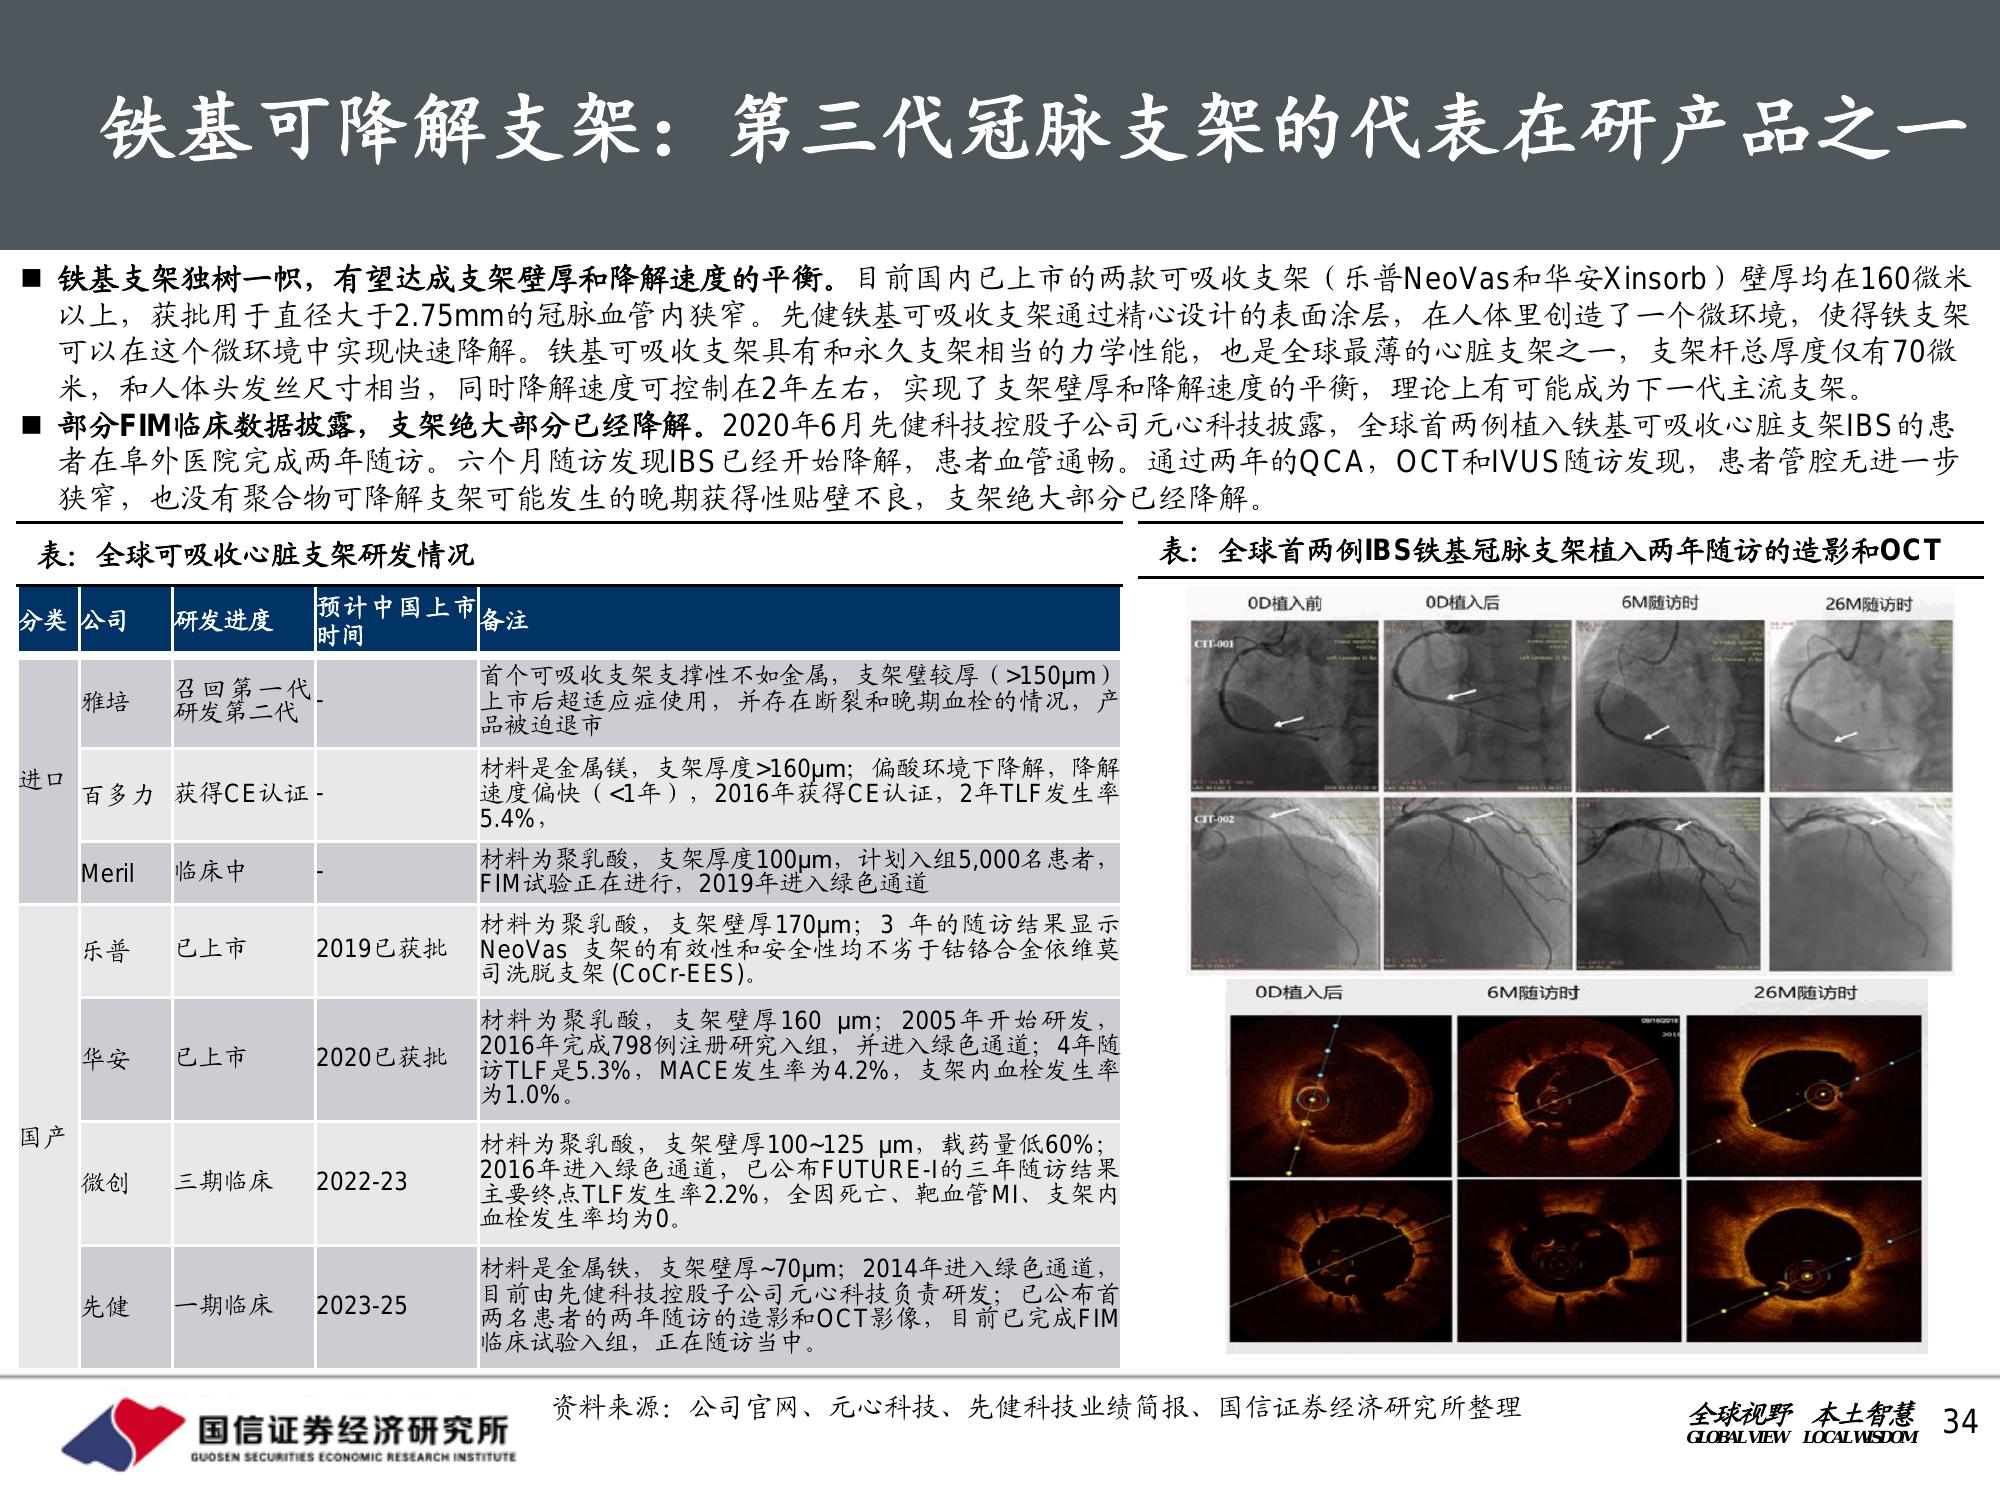 铁基可降解支架：第三代冠脉支架的代表在研产品之一
■ 铁基支架独树一帜，有望达成支架壁厚和降解速度的平衡。目前国内已上市的两款可吸收支架（乐普NeoVas和华安Xinsorb）壁厚均在160微米
以上，获批用于直径大于2.75mm的冠脉血管内狭窄。先健铁基可吸收支架通过精心设计的表面涂层，在人体里创造了一个微环境，使得铁支架
可以在这个微环境中实现快速降解。铁基可吸收支架具有和永久支架相当的力学性能，也是全球最薄的心脏支架之一，支架杆总厚度仅有70微
米，和人体头发丝尺寸相当，同时降解速度可控制在2年左右，实现了支架壁厚和降解速度的平衡，理论上有可能成为下一代主流支架。
■ 部分FIM临床数据披露，支架绝大部分已经降解。2020年6月先健科技控股子公司元心科技披露，全球首两例植入铁基可吸收心脏支架IBS的患
者在阜外医院完成两年随访。六个月随访发现IBS已经开始降解，患者血管通畅。通过两年的QCA，OCT和IVUS随访发现，患者管腔无进一步
狭窄，也没有聚合物可降解支架可能发生的晚期获得性贴壁不良，支架绝大部分已经降解。
表：全球可吸收心脏支架研发情况
分类 公司 研发进度 预计中国上市
时间 备注
进口
雅培 召回第一代
研发第二代 - 首个可吸收支架支撑性不如金属，支架壁较厚（>150μm）
上市后超适应症使用，并存在断裂和晚期血栓的情况，产
品被迫退市
百多力 获得CE认证 - 材料是金属镁，支架厚度>160μm；偏酸环境下降解，降解
速度偏快（<1年），2016年获得CE认证，2年TLF发生率
5.4%，
Meril 临床中 - 材料为聚乳酸，支架厚度100μm，计划入组5,000名患者，
FIM试验正在进行，2019年进入绿色通道
国产
乐普 已上市 2019已获批 材料为聚乳酸，支架壁厚170μm；3 年的随访结果显示
NeoVas 支架的有效性和安全性均不劣于钴铬合金依维莫
司洗脱支架 (CoCr-EES)。
华安 已上市 2020已获批 材料为聚乳酸，支架壁厚160 μm；2005年开始研发，
2016年完成798例注册研究入组，并进入绿色通道；4年随
访TLF是5.3%，MACE发生率为4.2%，支架内血栓发生率
为1.0%。
微创 三期临床 2022-23 材料为聚乳酸，支架壁厚100~125 μm，载药量低60%；
2016年进入绿色通道，已公布FUTURE-I的三年随访结果
主要终点TLF发生率2.2%，全因死亡、靶血管MI、支架内
血栓发生率均为0。
先健 一期临床 2023-25 材料是金属铁，支架壁厚~70μm；2014年进入绿色通道，
目前由先健科技控股子公司元心科技负责研发；已公布首
两名患者的两年随访的造影和OCT影像，目前已完成FIM
临床试验入组，正在随访当中。
表：全球首两例IBS铁基冠脉支架植入两年随访的造影和OCT
0D植入前 0D植入后 6M随访时 26M随访时
CIT-001
CIT-002
0D植入后 6M随访时 26M随访时
国信证券经济研究所
GUOSEN SECURITIES ECONOMIC RESEARCH INSTITUTE
资料来源：公司官网、元心科技、先健科技业绩简报、国信证券经济研究所整理
全球视野 本土智慧
GLOBAL VIEW LOCAL WISDOM
34